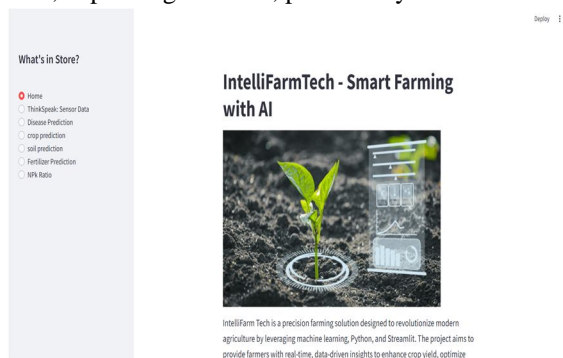 Deploy
What's in Store?
Home
ThinkSpeak: Sensor Data
Disease Prediction
crop prediction
soil prediction
Fertilizer Prediction
NPk Ratio
IntelliFarmTech - Smart Farming
with AI
IntelliFarm Tech is a precision farming solution designed to revolutionize modern
agriculture by leveraging machine learning, Python, and Streamlit. The project aims to
provide farmers with real-time, data-driven insights to enhance crop yield, optimize